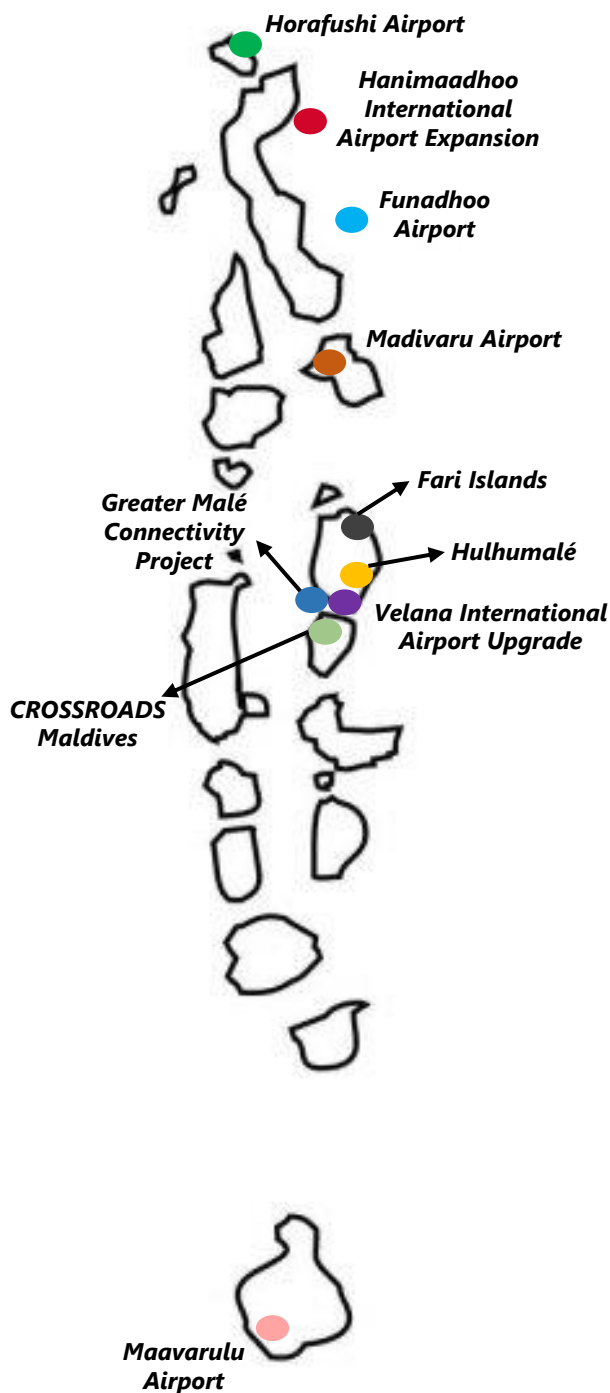 Horafushi Airport
Hanimaadhoo
International
Airport Expansion
Funadhoo
Airport
Madivaru Airport
Fari Islands
Greater Malé
Connectivity
Project
Hulhumalé
Velana International
Airport Upgrade
CROSSROADS
Maldives
Maavarulu
Airport